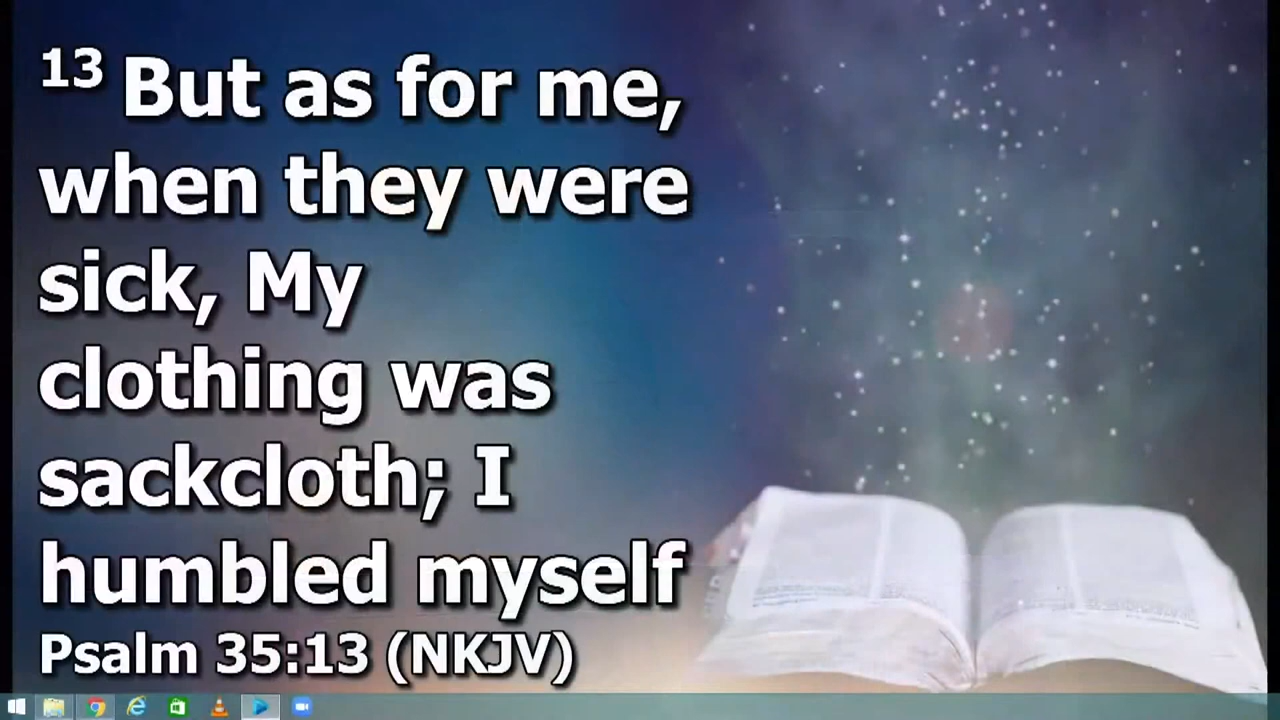 13 But as for me,
when they were
sick, My
clothing was
sackcloth; I
humbled myself
Psalm 35:13 (NKJV)